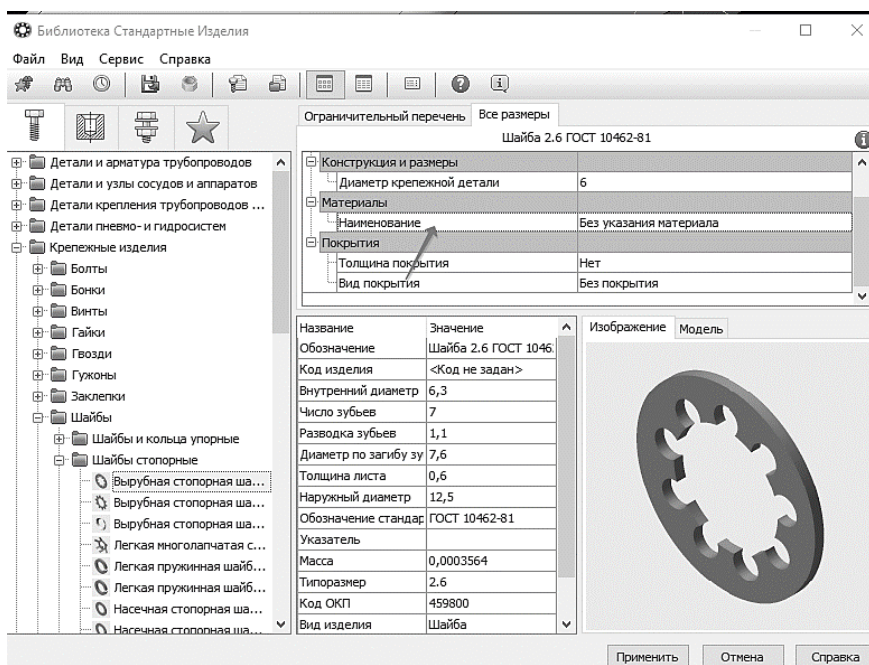 Библиотека Стандартные Изделия
Файл Вид Сервис Справка
Ограничительный перечень Все размеры
Шайба 2.6 ГОСТ 10462-81
Детали и арматура трубопроводов
Детали и узлы сосудов и аппаратов
Детали крепления трубопроводов ...
Детали пневмо- и гидросистем
Крепежные изделия
Болты
Бонки
Винты
Гайки
Гвозди
Гужоны
Заклепки
Шайбы
Шайбы и кольца упорные
Шайбы стопорные
Вырубная стопорная ша...
Вырубная стопорная ша...
Вырубная стопорная ша...
Легкая многолапчатая с...
Легкая пружинная шайб...
Легкая пружинная шайб...
Насечная стопорная ша...
Насечная стопорная ша...
Конструкция и размеры
Диаметр крепежной детали 6
Материалы
Наименование Без указания материала
Покрытия
Толщина покрытия Нет
Вид покрытия Без покрытия
Название Значение
Обозначение Шайба 2.6 ГОСТ 1046
Код изделия <Код не задан>
Внутренний диаметр 6,3
Число зубьев 7
Разводка зубьев 1,1
Диаметр по загибу зу 7,6
Толщина листа 0,6
Наружный диаметр 12,5
Обозначение стандар ГОСТ 10462-81
Указатель
Масса 0,0003564
Типоразмер 2.6
Код ОКП 459800
Вид изделия Шайба
Изображение Модель
Применить Отмена Справка